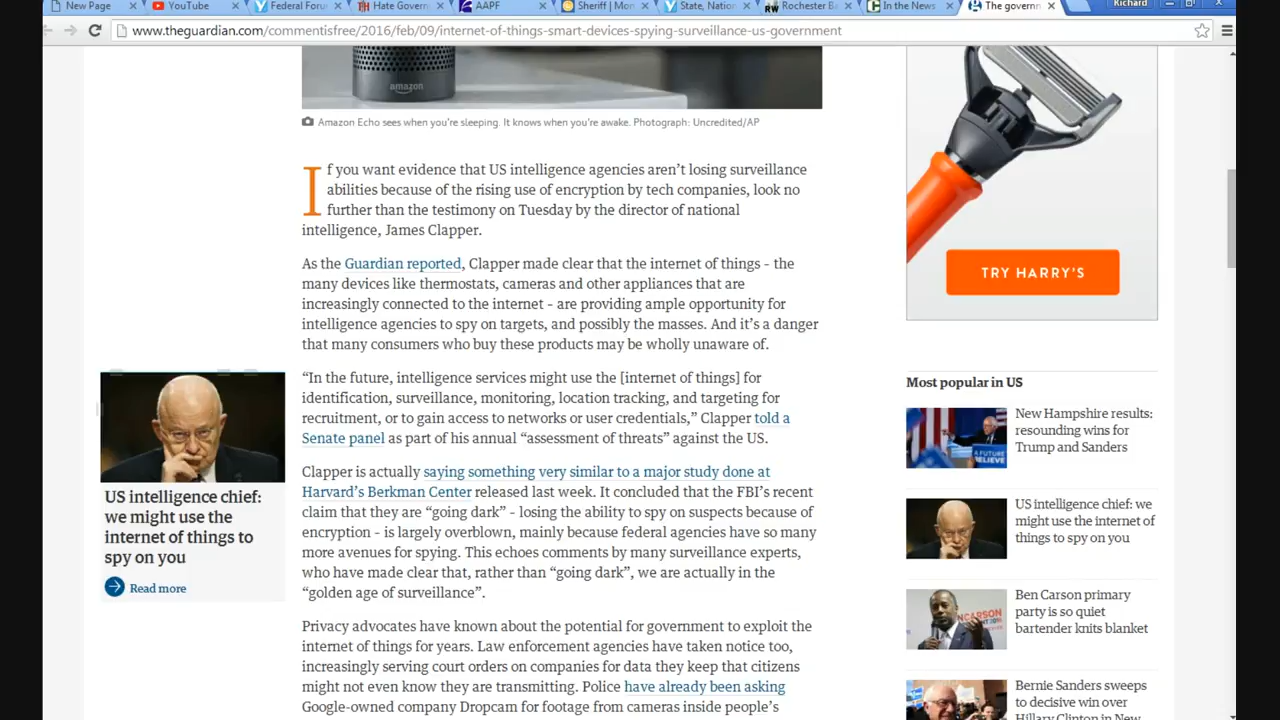 New Page
YouTube
Federal Forum
Hate Govern
AAPF
Sheriff | Mon
State, Nation
Rochester Be
In the News
The governm
Richard
www.theguardian.com/commentisfree/2016/feb/09/internet-of-things-smart-devices-spying-surveillance-us-government
amazon
Amazon Echo sees when you're sleeping. It knows when you're awake. Photograph: Uncredited/AP
If you want evidence that US intelligence agencies aren't losing surveillance
abilities because of the rising use of encryption by tech companies, look no
further than the testimony on Tuesday by the director of national
intelligence, James Clapper.
As the Guardian reported, Clapper made clear that the internet of things – the
many devices like thermostats, cameras and other appliances that are
increasingly connected to the internet – are providing ample opportunity for
intelligence agencies to spy on targets, and possibly the masses. And it's a danger
that many consumers who buy these products may be wholly unaware of.
“In the future, intelligence services might use the [internet of things] for
identification, surveillance, monitoring, location tracking, and targeting for
recruitment, or to gain access to networks or user credentials,” Clapper told a
Senate panel as part of his annual “assessment of threats” against the US.
Clapper is actually saying something very similar to a major study done at
Harvard's Berkman Center released last week. It concluded that the FBI's recent
claim that they are “going dark” – losing the ability to spy on suspects because of
encryption – is largely overblown, mainly because federal agencies have so many
more avenues for spying. This echoes comments by many surveillance experts,
who have made clear that, rather than “going dark”, we are actually in the
“golden age of surveillance”.
Privacy advocates have known about the potential for government to exploit the
internet of things for years. Law enforcement agencies have taken notice too,
increasingly serving court orders on companies for data they keep that citizens
might not even know they are transmitting. Police have already been asking
Google-owned company Dropcam for footage from cameras inside people's
US intelligence chief:
we might use the
internet of things to
spy on you
Read more
TRY HARRY'S
Most popular in US
New Hampshire results:
resounding wins for
Trump and Sanders
A FUTURE
BELIEVE
US intelligence chief: we
might use the internet of
things to spy on you
Ben Carson primary
party is so quiet
bartender knits blanket
CARSON
Bernie Sanders sweeps
to decisive win over
Hillary Clinton in New